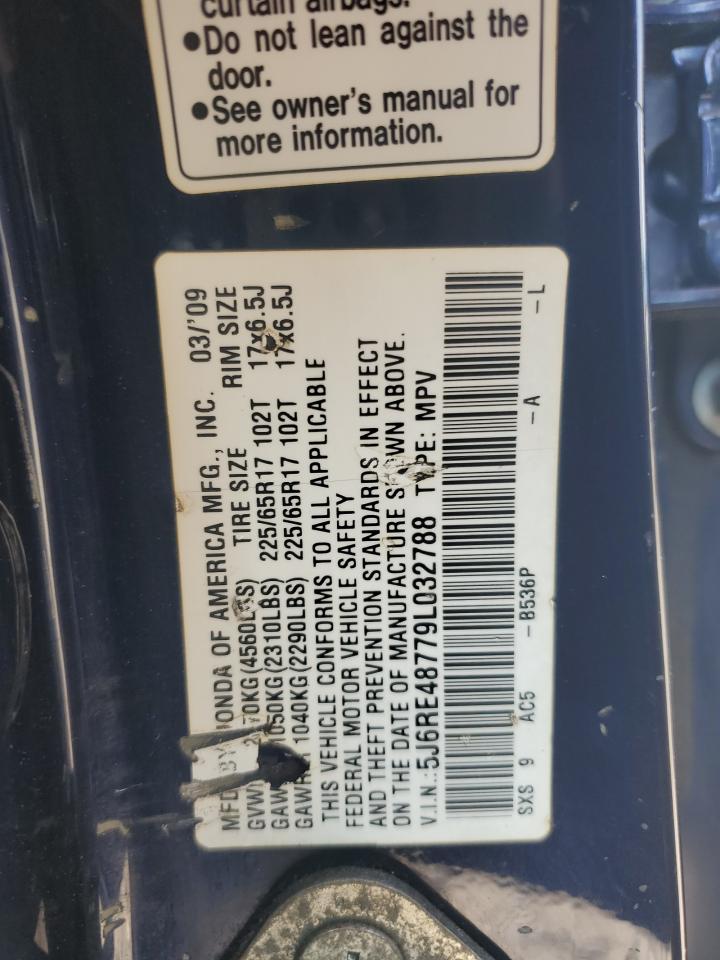 curtain airbags.
●Do not lean against the
door.
●See owner's manual for
more information.
MFD BY HONDA OF AMERICA MFG., INC. 03/'09
TIRE SIZE RIM SIZE
(4560LBS)
1050KG(2310LBS) 225/65R17 102T 17x6.5J
1040KG(2290LBS) 225/65R17 102T 17x6.5J
THIS VEHICLE CONFORMS TO ALL APPLICABLE
FEDERAL MOTOR VEHICLE SAFETY
AND THEFT PREVENTION STANDARDS IN EFFECT
ON THE DATE OF MANUFACTURE SHOWN ABOVE.
V.I.N.:5J6RE48779L032788 TYPE: MPV
SXS 9 AC5 -B536P -A -L